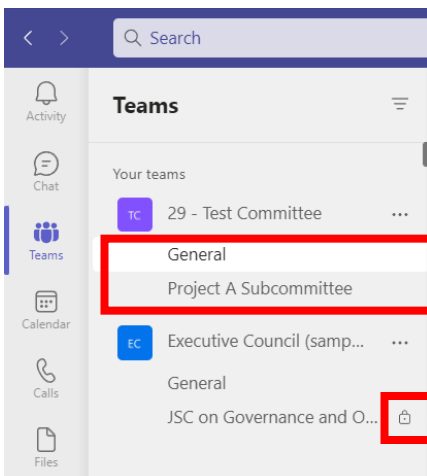 Search
Activity
Teams
Chat
Your teams
TC 29 - Test Committee ...
Teams
General
Project A Subcommittee
Calendar
EC Executive Council (samp... ...
General
Calls
JSC on Governance and O...
Files